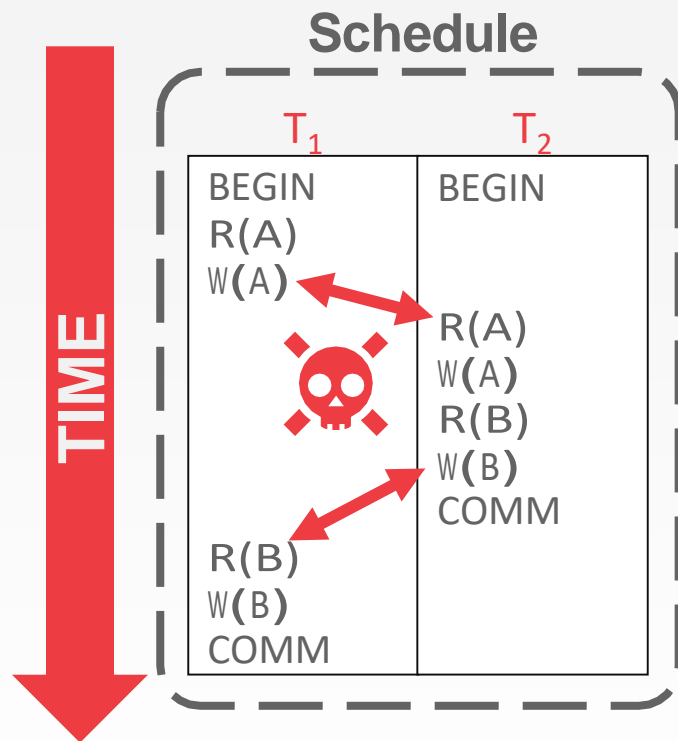 Schedule
TIME
T₁ T₂
BEGIN BEGIN
R(A)
W(A)
R(A)
W(A)
R(B)
W(B)
COMM
R(B)
W(B)
COMM